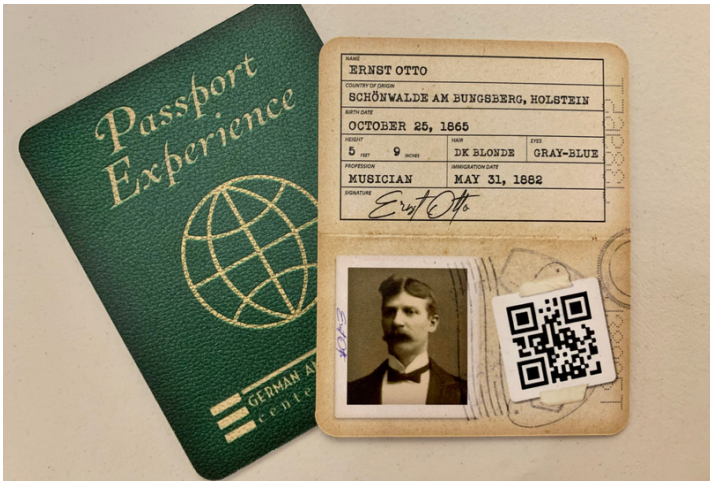 Passport
Experience
GERMAN
cente
NAME
ERNST OTTO
COUNTRY OF ORIGIN
SCHÖNWALDE AM BUNGSBERG, HOLSTEIN
BIRTH DATE
OCTOBER 25, 1865
HEIGHT HAIR EYES
5 FEET 9 INCHES DK BLONDE GRAY-BLUE
PROFESSION IMMIGRATION DATE
MUSICIAN MAY 31, 1882
SIGNATURE
Ernst Otto